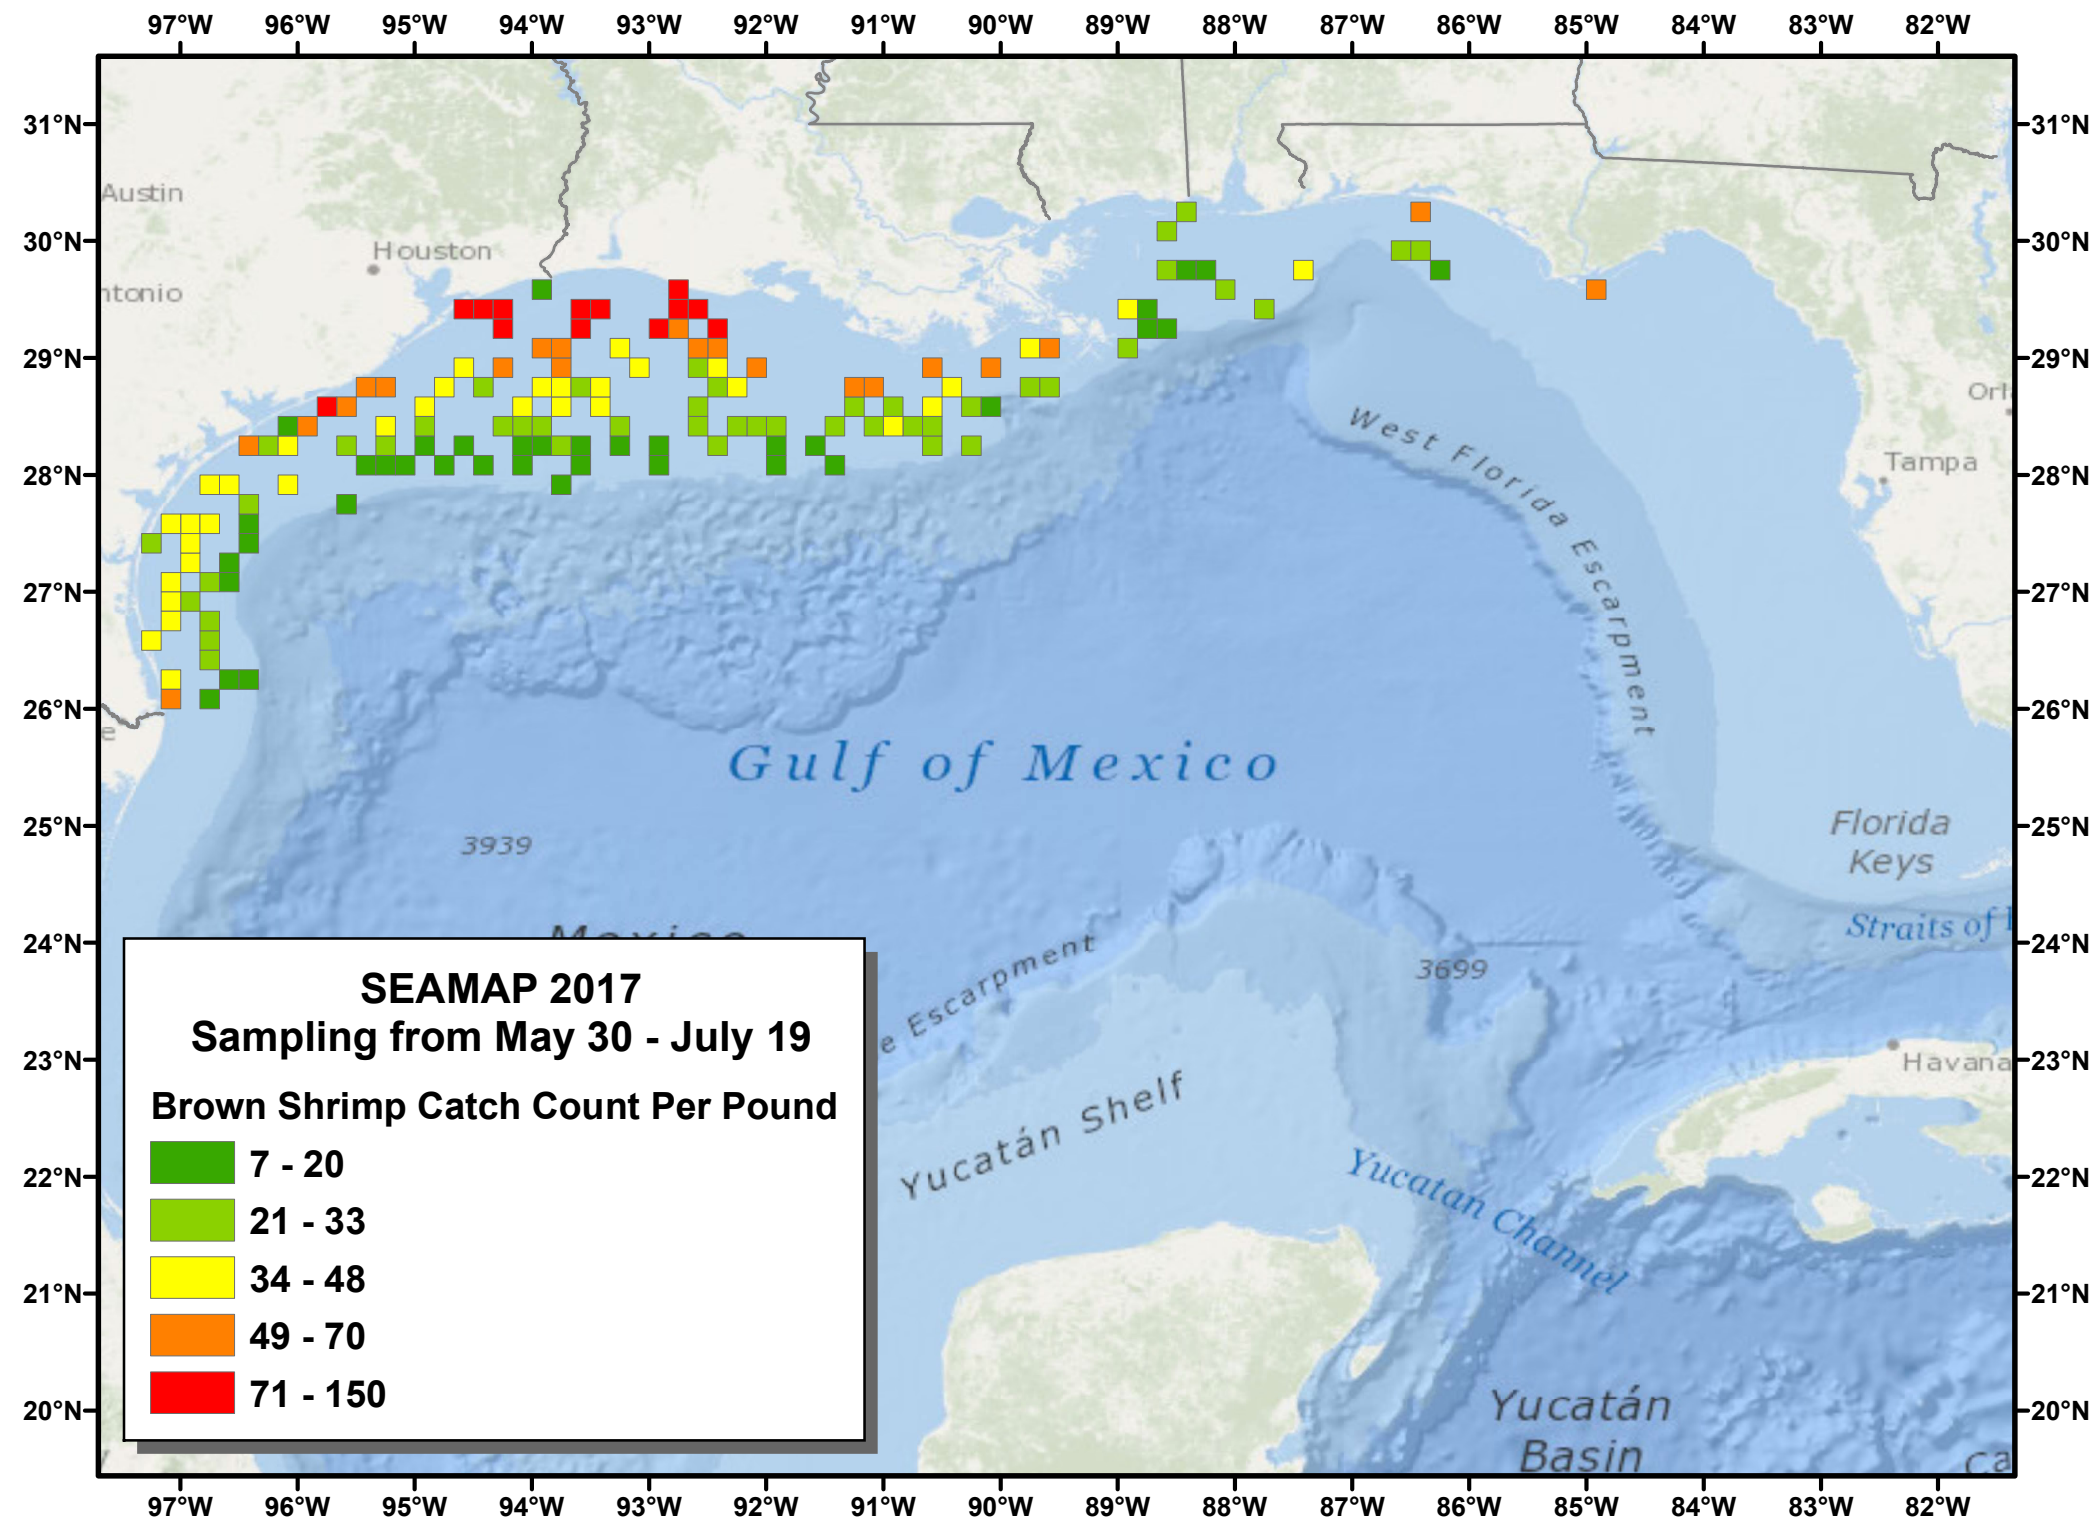 97°W 96°W 95°W 94°W 93°W 92°W 91°W 90°W 89°W 88°W 87°W 86°W 85°W 84°W 83°W 82°W
31°N 31°N
Austin
30°N Houston 30°N
ntonio
29°N 29°N
Orl
West Florida Escarpment
28°N Tampa 28°N
27°N 27°N
26°N 26°N
e
Gulf of Mexico
25°N 25°N
3939
Florida
Keys
24°N Mexico Straits of 24°N
e Escarpment
3699
SEAMAP 2017
Sampling from May 30 - July 19
23°N 23°N
Havana
Brown Shrimp Catch Count Per Pound
7 - 20
21 - 33
34 - 48
49 - 70
71 - 150
Yucatán Shelf
22°N 22°N
Yucatan Channel
21°N 21°N
20°N 20°N
Yucatán
Basin
Ca
97°W 96°W 95°W 94°W 93°W 92°W 91°W 90°W 89°W 88°W 87°W 86°W 85°W 84°W 83°W 82°W